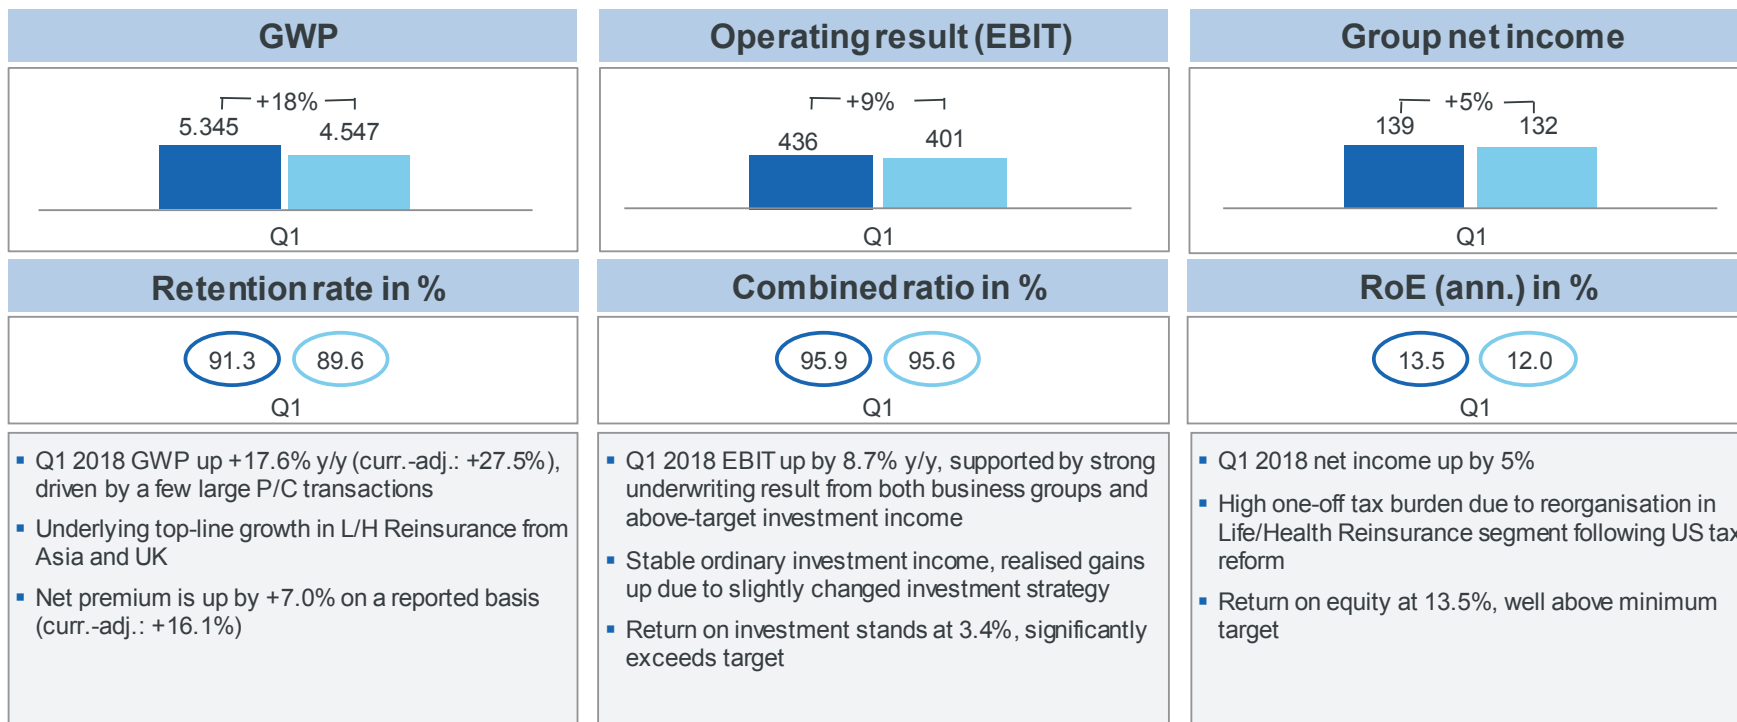 GWP
+18%
5.345
4.547
Q1
Operating result (EBIT)
+9%
436
401
Q1
Group net income
+5%
139
132
Q1
Retention rate in %
91.3
89.6
Q1
Combined ratio in %
95.9
95.6
Q1
RoE (ann.) in %
13.5
12.0
Q1
▪ Q1 2018 GWP up +17.6% y/y (curr.-adj.: +27.5%),
driven by a few large P/C transactions
▪ Underlying top-line growth in L/H Reinsurance from
Asia and UK
▪ Net premium is up by +7.0% on a reported basis
(curr.-adj.: +16.1%)
▪ Q1 2018 EBIT up by 8.7% y/y, supported by strong
underwriting result from both business groups and
above-target investment income
▪ Stable ordinary investment income, realised gains
up due to slightly changed investment strategy
▪ Return on investment stands at 3.4%, significantly
exceeds target
▪ Q1 2018 net income up by 5%
▪ High one-off tax burden due to reorganisation in
Life/Health Reinsurance segment following US tax
reform
▪ Return on equity at 13.5%, well above minimum
target